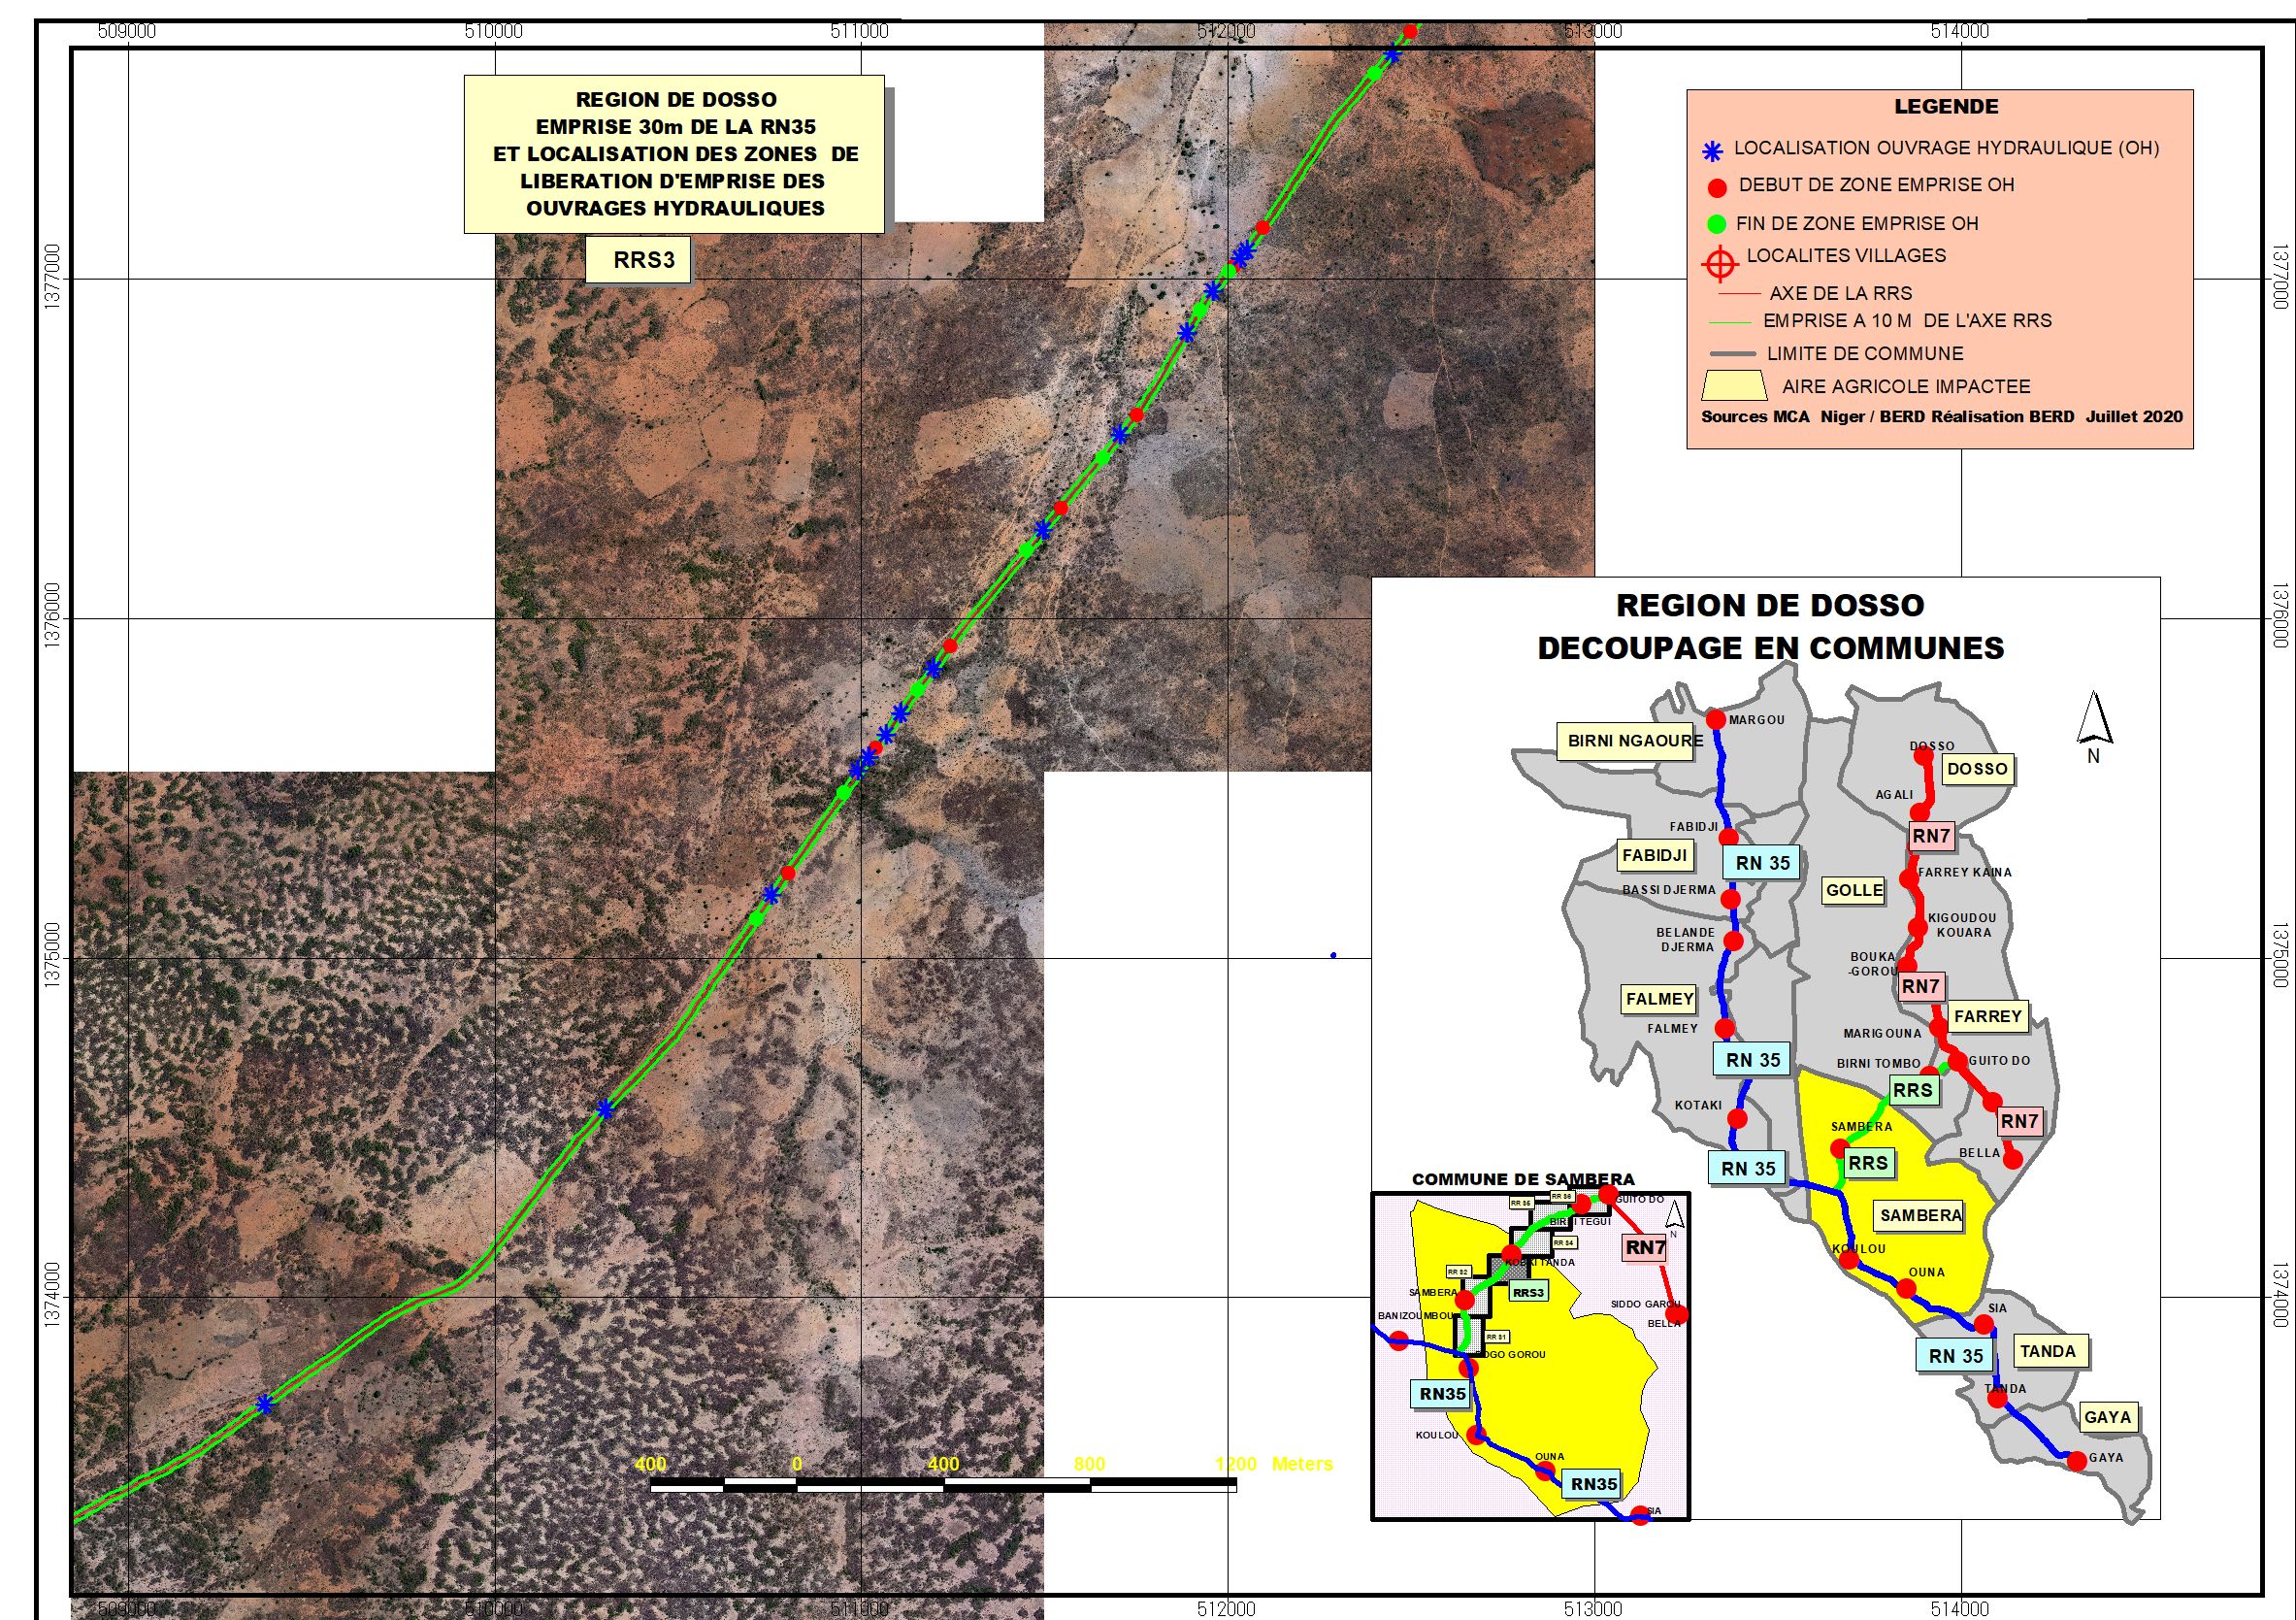 509000
510000
511000
512000
513000
514000
REGION DE DOSSO
EMPRISE 30m DE LA RN35
ET LOCALISATION DES ZONES DE
LIBERATION D'EMPRISE DES
OUVRAGES HYDRAULIQUES
RRS3
LEGENDE
LOCALISATION OUVRAGE HYDRAULIQUE (OH)
DEBUT DE ZONE EMPRISE OH
FIN DE ZONE EMPRISE OH
LOCALITES VILLAGES
AXE DE LA RRS
EMPRISE A 10 M DE L'AXE RRS
LIMITE DE COMMUNE
AIRE AGRICOLE IMPACTEE
Sources MCA Niger / BERD Réalisation BERD Juillet 2020
1377000
1377000
1376000
1376000
1375000
1375000
1374000
1374000
REGION DE DOSSO
DECOUPAGE EN COMMUNES
MARGOU
BIRNI NGAOURE
DOSSO
DOSSO
N
AGALI
FABIDJI
RN7
FABIDJI
RN 35
FARREY KAINA
BASSI DJERMA
GOLLE
KIGOUDOU
KOUARA
BELANDE
DJERMA
BOUKA
-GOROU
RN7
FALMEY
FARREY
FALMEY
MARIGOUNA
RN 35
BIRNI TOMBO
GUITO DO
RRS
KOTAKI
RN7
SAMBERA
BELLA
RRS
RN 35
SAMBERA
KOULOU
OUNA
SIA
RN 35
TANDA
TANDA
GAYA
GAYA
COMMUNE DE SAMBERA
RR S6
RR S5
GUITO DO
BIRNI TEGUI
N
RR S4
RN7
KOBKITANDA
RR S2
SAMBERA
RRS3
SIDDO GAROU
BANIZOUMBOU
BELLA
RR S1
BOGO GOROU
RN35
KOULOU
OUNA
RN35
SIA
400
0
400
800
1200 Meters
509000
510000
511000
512000
513000
514000